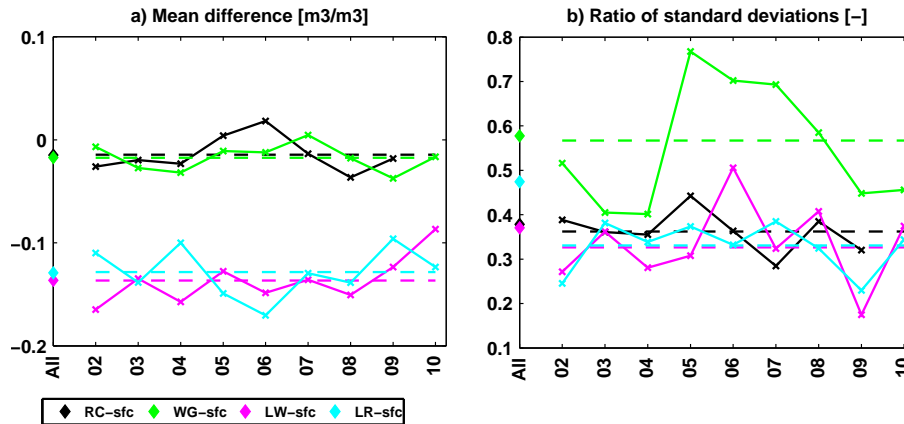 a) Mean difference [m3/m3]
0.1
0
−0.1
−0.2
All 02 03 04 05 06 07 08 09 10
b) Ratio of standard deviations [−]
0.8
0.7
0.6
0.5
0.4
0.3
0.2
0.1
All 02 03 04 05 06 07 08 09 10
RC−sfc WG−sfc LW−sfc LR−sfc